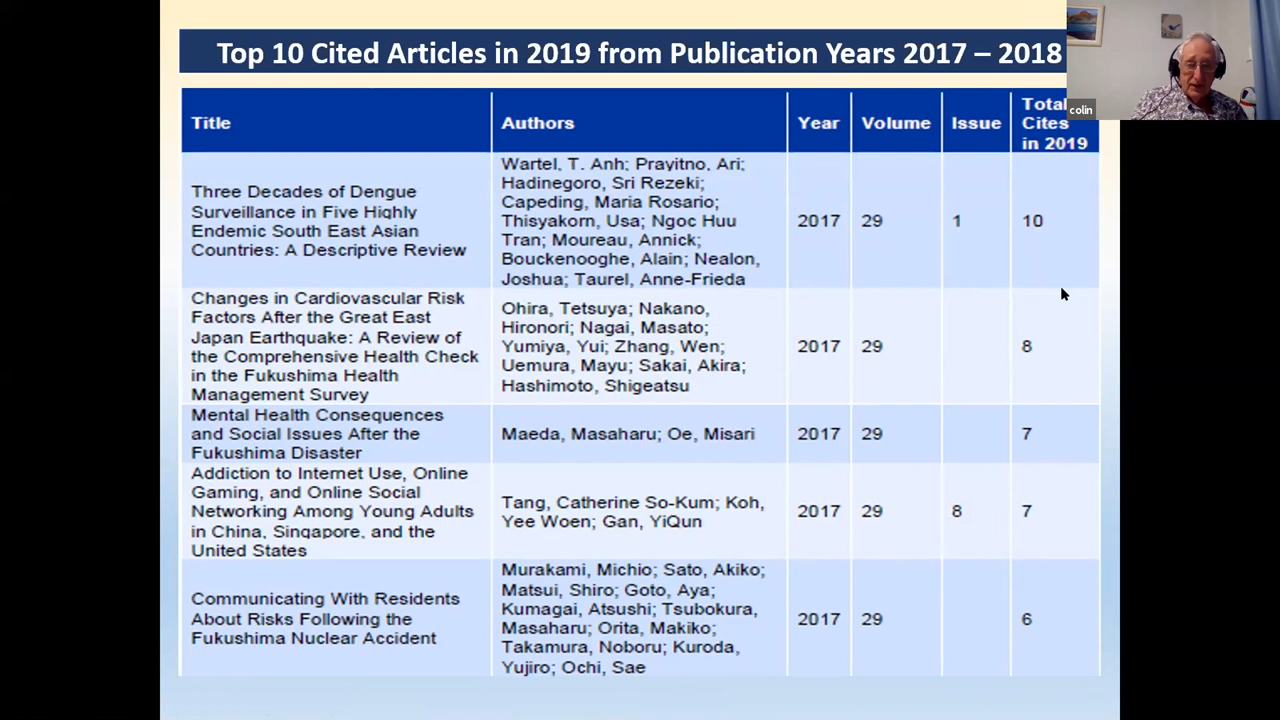 Top 10 Cited Articles in 2019 from Publication Years 2017 – 2018
colin
Title
Authors
Year
Volume
Issue
Total
Cites
in 2019
Three Decades of Dengue
Surveillance in Five Highly
Endemic South East Asian
Countries: A Descriptive Review
Wartel, T. Anh; Prayitno, Ari;
Hadinegoro, Sri Rezeki;
Capeding, Maria Rosario;
Thisyakorn, Usa; Ngoc Huu
Tran; Moureau, Annick;
Bouckenooghe, Alain; Nealon,
Joshua; Taurel, Anne-Frieda
2017
29
1
10
Changes in Cardiovascular Risk
Factors After the Great East
Japan Earthquake: A Review of
the Comprehensive Health Check
in the Fukushima Health
Management Survey
Ohira, Tetsuya; Nakano,
Hironori; Nagai, Masato;
Yumiya, Yui; Zhang, Wen;
Uemura, Mayu; Sakai, Akira;
Hashimoto, Shigeatsu
2017
29
8
Mental Health Consequences
and Social Issues After the
Fukushima Disaster
Maeda, Masaharu; Oe, Misari
2017
29
7
Addiction to Internet Use, Online
Gaming, and Online Social
Networking Among Young Adults
in China, Singapore, and the
United States
Tang, Catherine So-Kum; Koh,
Yee Woen; Gan, YiQun
2017
29
8
7
Communicating With Residents
About Risks Following the
Fukushima Nuclear Accident
Murakami, Michio; Sato, Akiko;
Matsui, Shiro; Goto, Aya;
Kumagai, Atsushi; Tsubokura,
Masaharu; Orita, Makiko;
Takamura, Noboru; Kuroda,
Yujiro; Ochi, Sae
2017
29
6